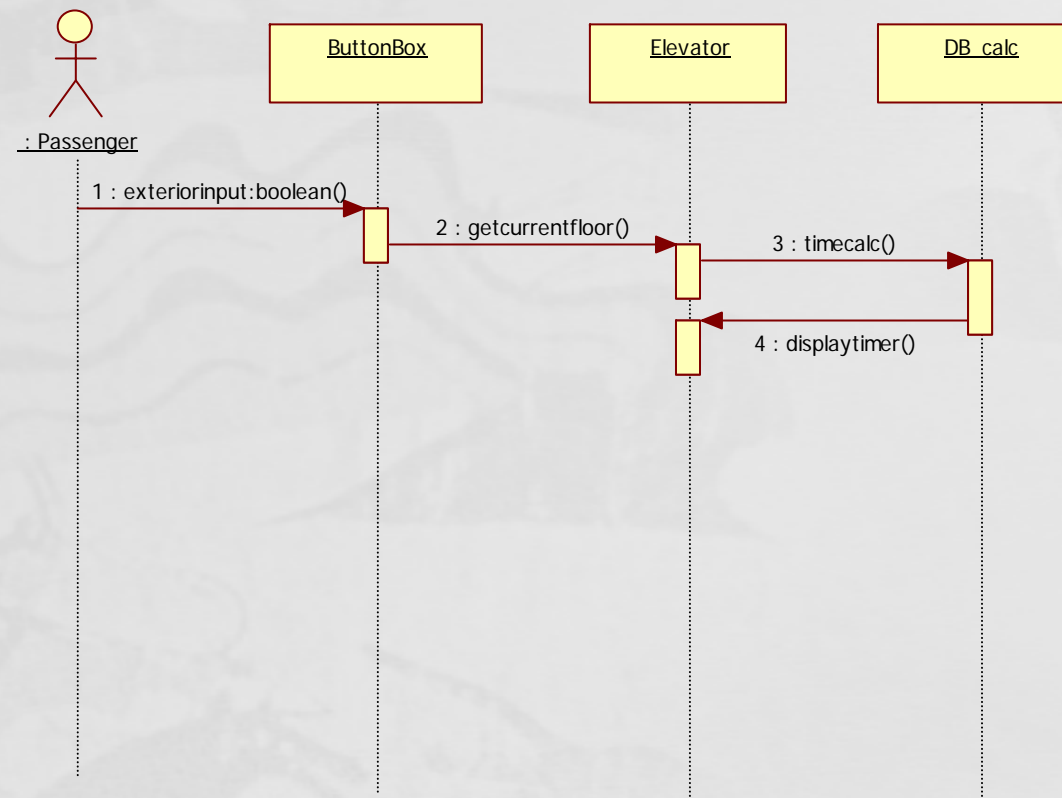 ButtonBox
Elevator
DB_calc
: Passenger
1 : exteriorinput:boolean()
2 : getcurrentfloor()
3 : timecalc()
4 : displaytimer()